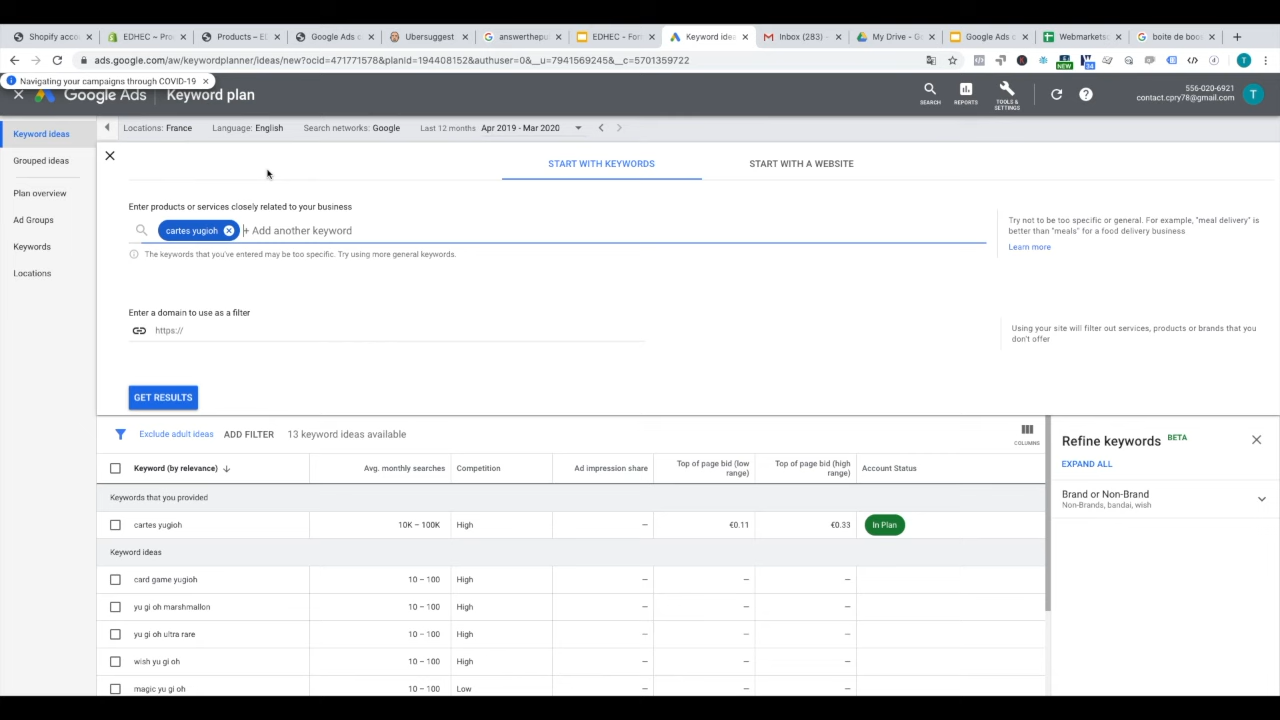 Shopify acco
EDHEC – Pro
Products – E
Google Ads
Ubersuggest
answerthepu
EDHEC - For
Keyword idea
Inbox (283) –
My Drive – G
Google Ads c
Webmarkets
boite de boos
ads.google.com/aw/keywordplanner/ideas/new?ocid=471771578&planId=194408152&authuser=0&__u=7941569245&__c=5701359722
Navigating your campaigns through COVID-19
Google Ads
Keyword plan
SEARCH
REPORTS
TOOLS & SETTINGS
556-020-6921
contact.cpry78@gmail.com
T
Keyword ideas
Grouped ideas
Plan overview
Ad Groups
Keywords
Locations
Locations: France
Language: English
Search networks: Google
Last 12 months
Apr 2019 - Mar 2020
START WITH KEYWORDS
START WITH A WEBSITE
Enter products or services closely related to your business
cartes yugioh
+ Add another keyword
The keywords that you've entered may be too specific. Try using more general keywords.
Try not to be too specific or general. For example, "meal delivery" is
better than "meals" for a food delivery business
Learn more
Enter a domain to use as a filter
https://
Using your site will filter out services, products or brands that you
don't offer
GET RESULTS
Exclude adult ideas
ADD FILTER
13 keyword ideas available
COLUMNS
Refine keywords BETA
EXPAND ALL
Brand or Non-Brand
Non-Brands, bandai, wish
Keyword (by relevance)
Avg. monthly searches
Competition
Ad impression share
Top of page bid (low range)
Top of page bid (high range)
Account Status
Keywords that you provided
cartes yugioh
10K – 100K
High
–
€0.11
€0.33
In Plan
Keyword ideas
card game yugioh
10 – 100
High
–
–
–
yu gi oh marshmallon
10 – 100
High
–
–
–
yu gi oh ultra rare
10 – 100
High
–
–
–
wish yu gi oh
10 – 100
High
–
–
–
magic yu gi oh
10 – 100
Low
–
–
–